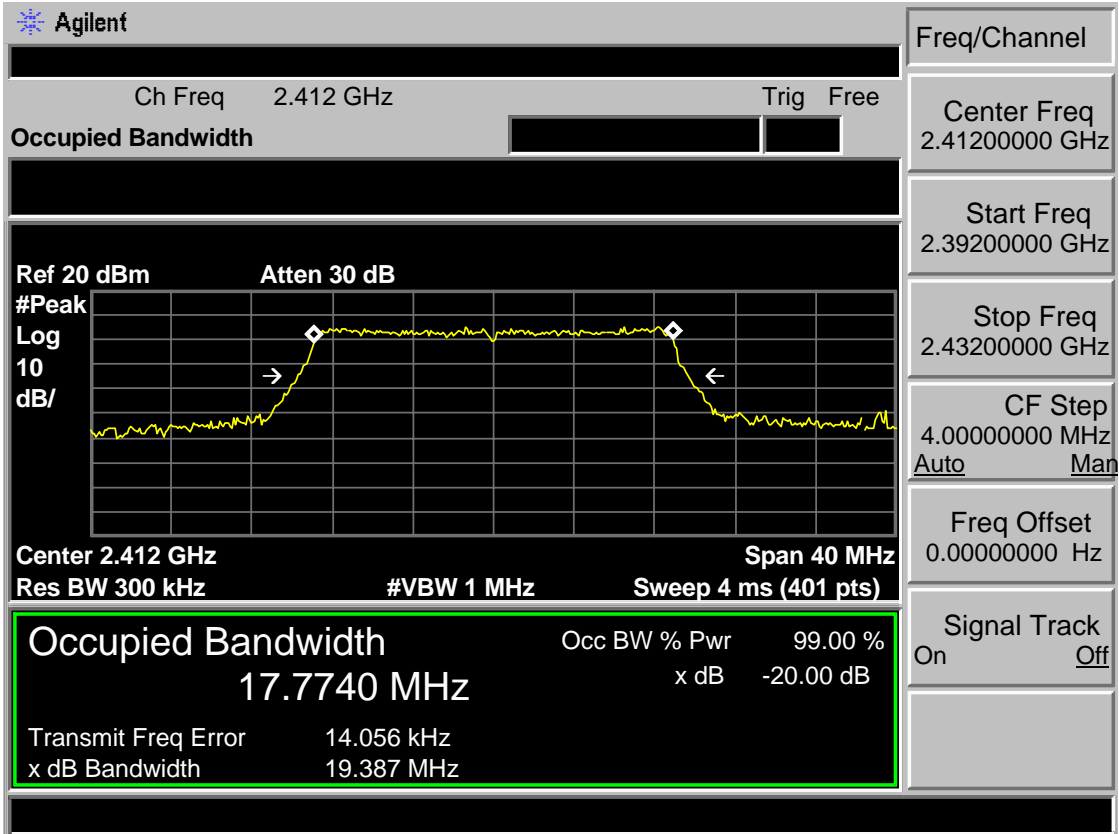 Agilent
Ch Freq 2.412 GHz Trig Free
Occupied Bandwidth
Ref 20 dBm Atten 30 dB
#Peak
Log
10
dB/
Center 2.412 GHz Span 40 MHz
Res BW 300 kHz #VBW 1 MHz Sweep 4 ms (401 pts)
Occupied Bandwidth Occ BW % Pwr 99.00 %
17.7740 MHz x dB -20.00 dB
Transmit Freq Error 14.056 kHz
x dB Bandwidth 19.387 MHz
Freq/Channel
Center Freq
2.41200000 GHz
Start Freq
2.39200000 GHz
Stop Freq
2.43200000 GHz
CF Step
4.00000000 MHz
Auto Man
Freq Offset
0.00000000 Hz
Signal Track
On Off